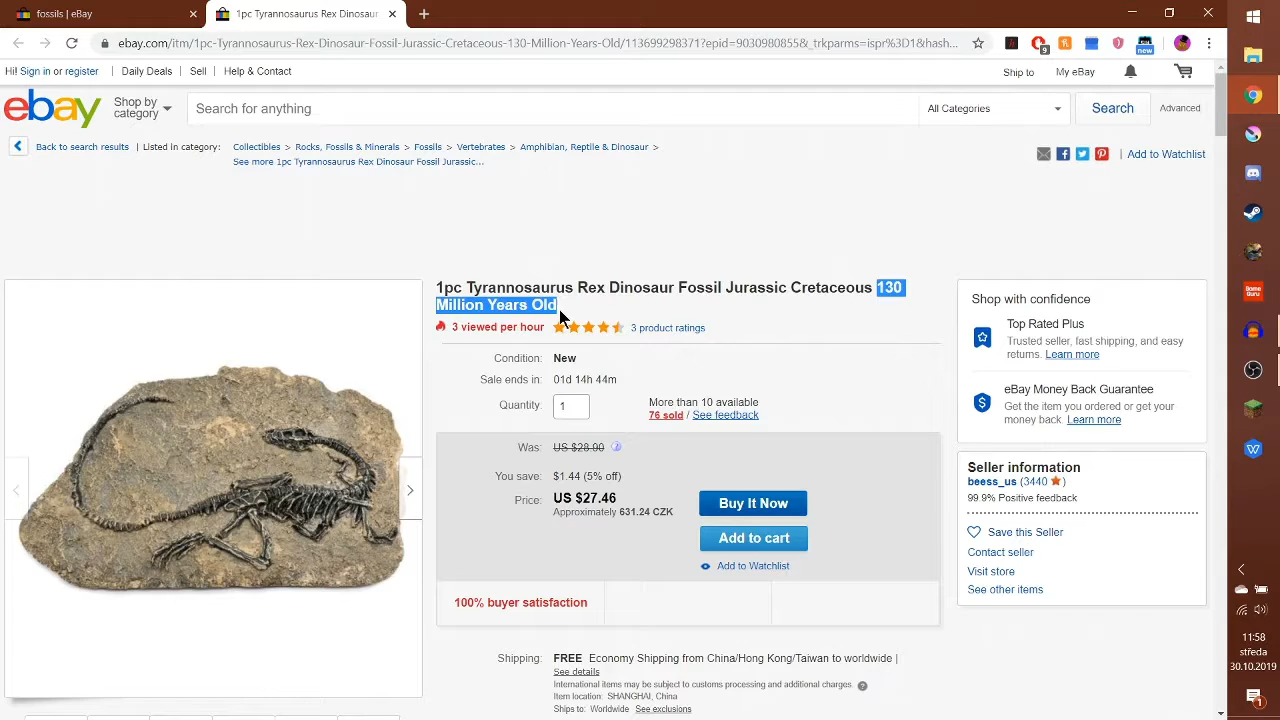 fossils | eBay
1pc Tyrannosaurus Rex Dinosaur
ebay.com/itm/1pc-Tyrannosaurus-Rex-Dinosaur-Fossil-Jurassic-Cretaceous-130-Million-Years-Old/113699298371?epid=9030980855&_trkparms=ispr%3D1&hash...
9
new
Hi! Sign in or register
Daily Deals
Sell
Help & Contact
Ship to
My eBay
ebay
Shop by category
Search for anything
All Categories
Search
Advanced
Back to search results
Listed in category:
Collectibles > Rocks, Fossils & Minerals > Fossils > Vertebrates > Amphibian, Reptile & Dinosaur >
See more 1pc Tyrannosaurus Rex Dinosaur Fossil Jurassic...
Add to Watchlist
1pc Tyrannosaurus Rex Dinosaur Fossil Jurassic Cretaceous 130
Million Years Old
3 viewed per hour
3 product ratings
Condition: New
Sale ends in: 01d 14h 44m
Quantity: 1
More than 10 available
76 sold / See feedback
Was: US $28.90
You save: $1.44 (5% off)
Price: US $27.46
Approximately 631.24 CZK
Buy It Now
Add to cart
Add to Watchlist
100% buyer satisfaction
Shipping: FREE Economy Shipping from China/Hong Kong/Taiwan to worldwide |
See details
International items may be subject to customs processing and additional charges.
Item location: SHANGHAI, China
Ships to: Worldwide See exclusions
Shop with confidence
Top Rated Plus
Trusted seller, fast shipping, and easy
returns. Learn more
eBay Money Back Guarantee
Get the item you ordered or get your
money back. Learn more
Seller information
beess_us (3440)
99.9% Positive feedback
Save this Seller
Contact seller
Visit store
See other items
11:58
středa
30.10.2019
1